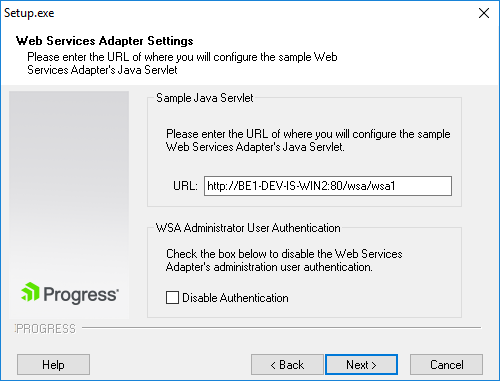 Setup.exe
Web Services Adapter Settings
Please enter the URL of where you will configure the sample Web
Services Adapter's Java Servlet
Sample Java Servlet
Please enter the URL of where you will configure the sample
Web Services Adapter's Java Servlet.
URL: http://BE1-DEV-IS-WIN2:80/wsa/wsa1
WSA Administrator User Authentication
Check the box below to disable the Web Services
Adapter's administration user authentication.
Disable Authentication
Progress
PROGRESS
Help
< Back
Next >
Cancel